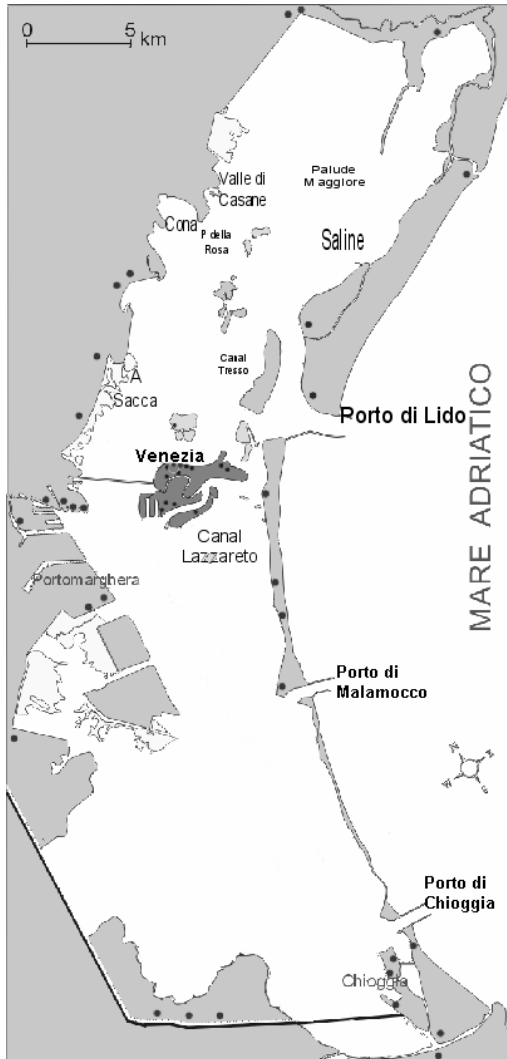 0 5
km
Valle di
Casane
Palude
Maggiore
Cona
P della
Rosa
Saline
Canal
Tresso
A
Sacca
Porto di Lido
Venezia
MARE ADRIATICO
Canal
Lazzareto
Portomarghera
Porto di
Malamocco
Porto di
Chioggia
Chioggia